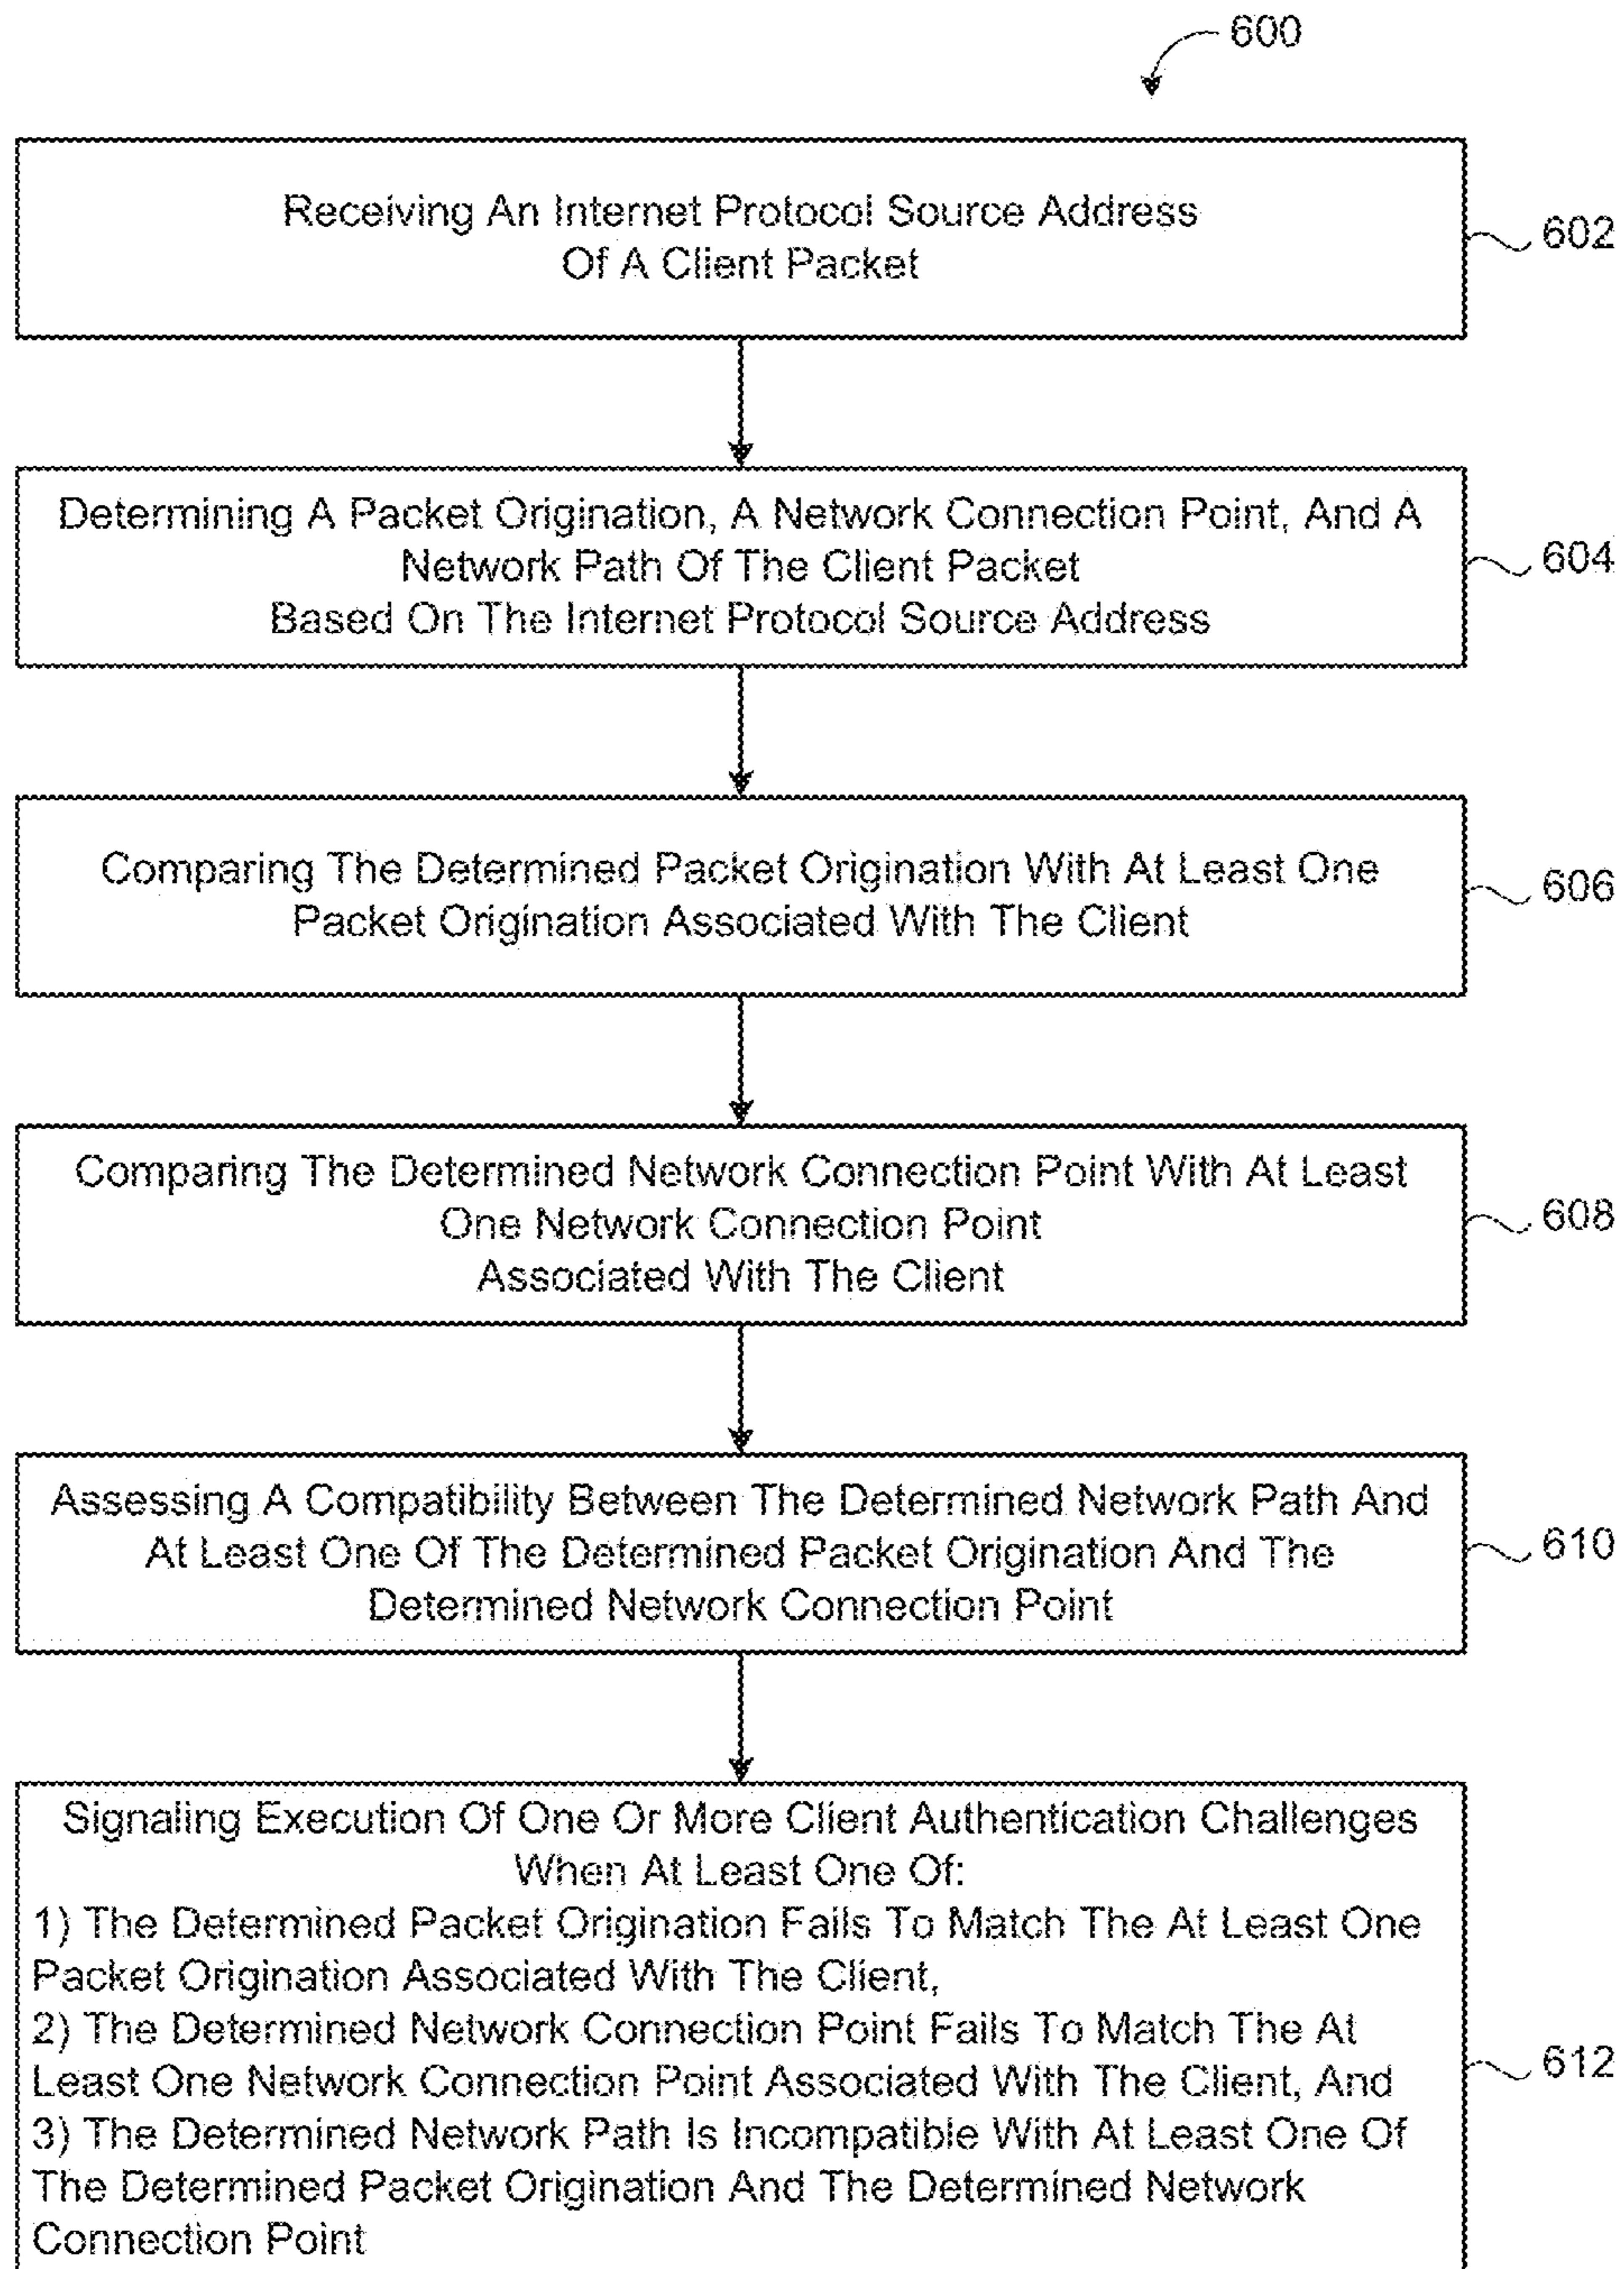 600
Receiving An Internet Protocol Source Address
Of A Client Packet
602
Determining A Packet Origination, A Network Connection Point, And A
Network Path Of The Client Packet
Based On The Internet Protocol Source Address
604
Comparing The Determined Packet Origination With At Least One
Packet Origination Associated With The Client
606
Comparing The Determined Network Connection Point With At Least
One Network Connection Point
Associated With The Client
608
Assessing A Compatibility Between The Determined Network Path And
At Least One Of The Determined Packet Origination And The
Determined Network Connection Point
610
Signaling Execution Of One Or More Client Authentication Challenges
When At Least One Of:
1) The Determined Packet Origination Fails To Match The At Least One
Packet Origination Associated With The Client,
2) The Determined Network Connection Point Fails To Match The At
Least One Network Connection Point Associated With The Client, And
3) The Determined Network Path Is Incompatible With At Least One Of
The Determined Packet Origination And The Determined Network
Connection Point
612